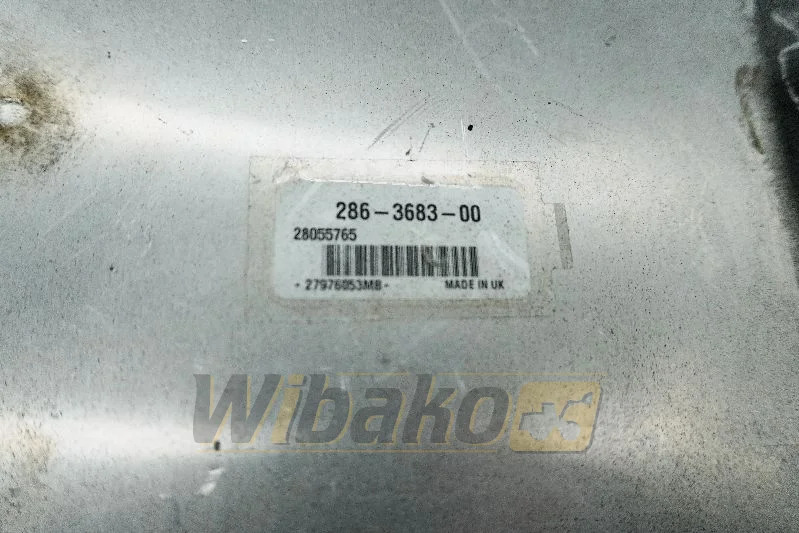 286-3683-00
28055765
- 27976053MB -
MADE IN UK
Wibako